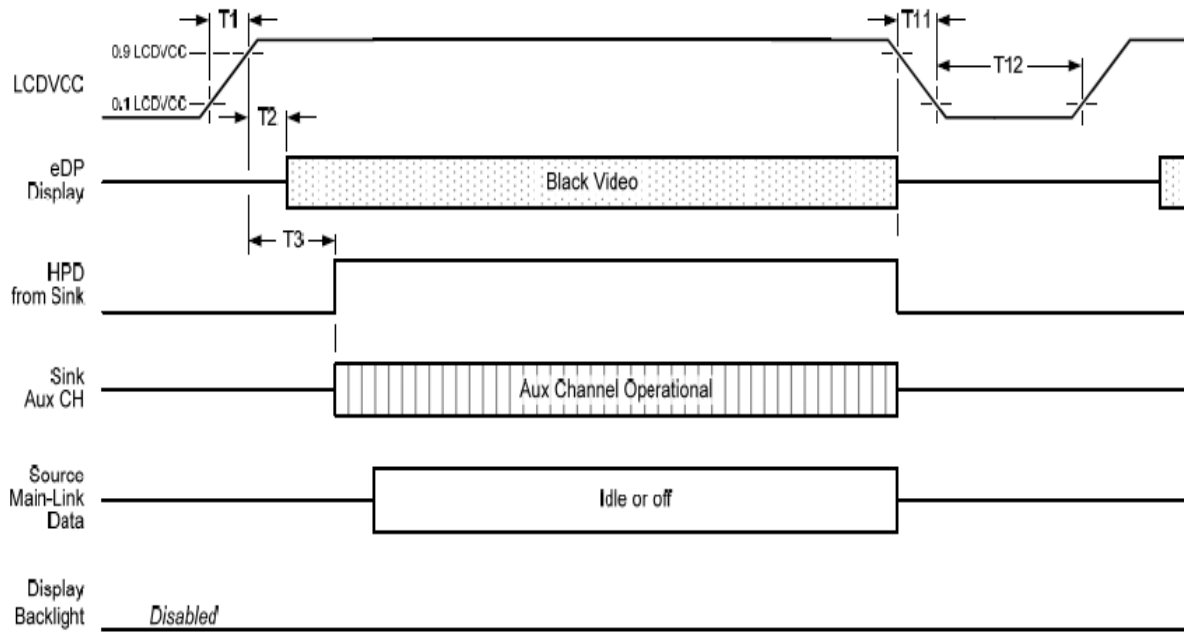 T1
T11
0.9 LCDVCC
LCDVCC
T12
0.1 LCDVCC
T2
eDP
Display
Black Video
T3
HPD
from Sink
Sink
Aux CH
Aux Channel Operational
Source
Main-Link
Data
Idle or off
Display
Backlight
Disabled